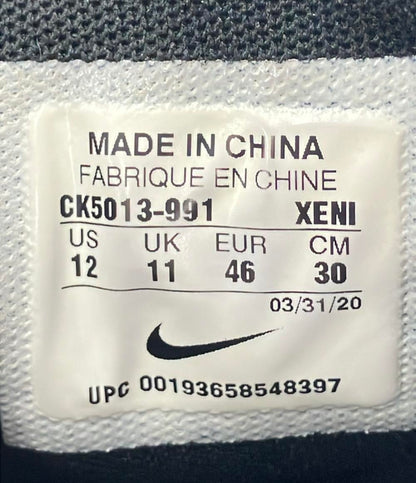 MADE IN CHINA
FABRIQUE EN CHINE
CK5013-991 XENI
US UK EUR CM
12 11 46 30
03/31/20
UPC 00193658548397